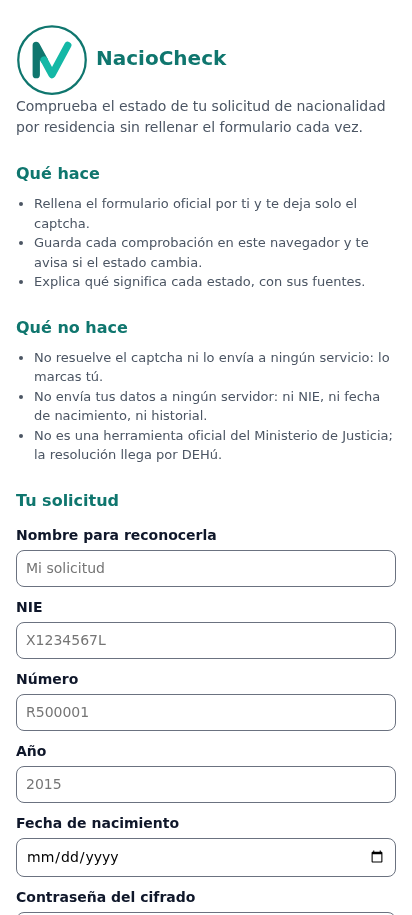 NacioCheck
Comprueba el estado de tu solicitud de nacionalidad
por residencia sin rellenar el formulario cada vez.
Qué hace
• Rellena el formulario oficial por ti y te deja solo el
captcha.
• Guarda cada comprobación en este navegador y te
avisa si el estado cambia.
• Explica qué significa cada estado, con sus fuentes.
Qué no hace
• No resuelve el captcha ni lo envía a ningún servicio: lo
marcas tú.
• No envía tus datos a ningún servidor: ni NIE, ni fecha
de nacimiento, ni historial.
• No es una herramienta oficial del Ministerio de Justicia;
la resolución llega por DEHú.
Tu solicitud
Nombre para reconocerla
Mi solicitud
NIE
X1234567L
Número
R500001
Año
2015
Fecha de nacimiento
mm/dd/yyyy
Contraseña del cifrado